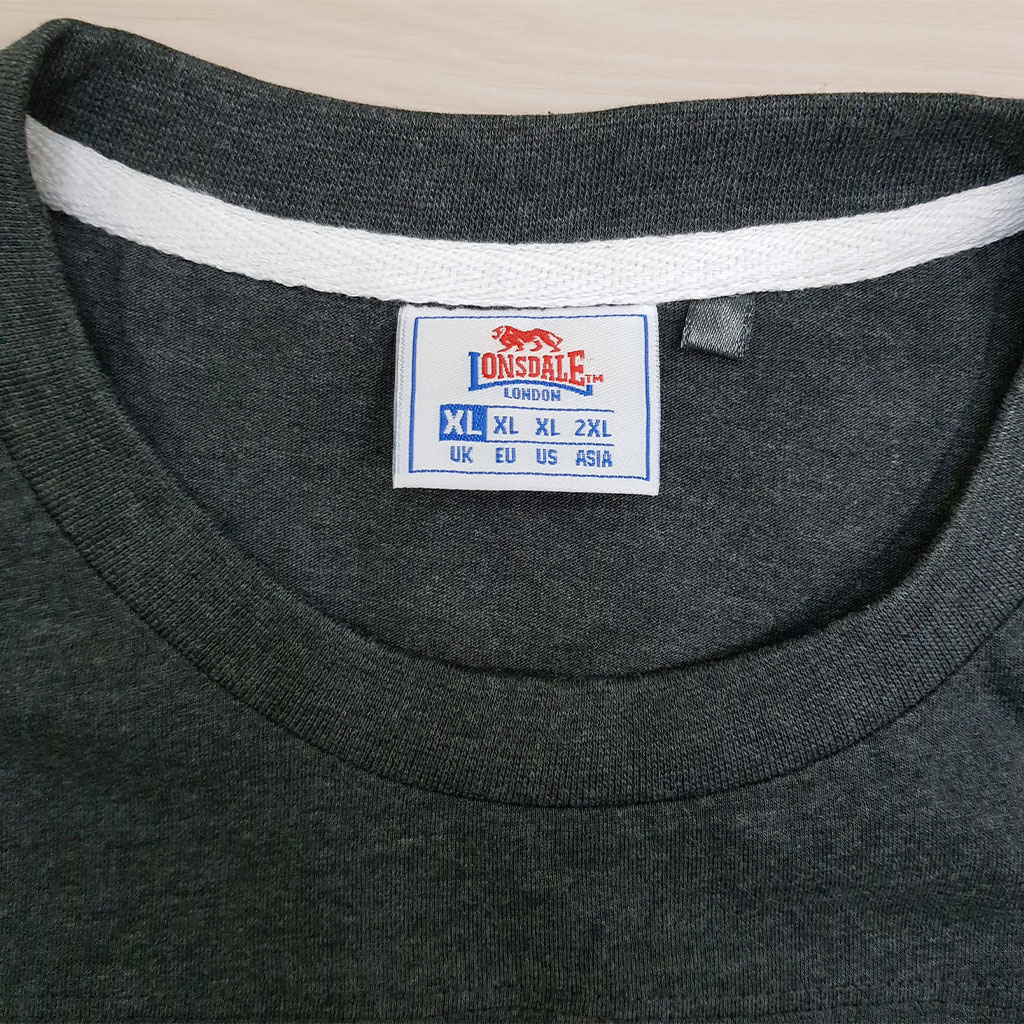 LONSDALE™
LONDON
XL XL XL 2XL
UK EU US ASIA